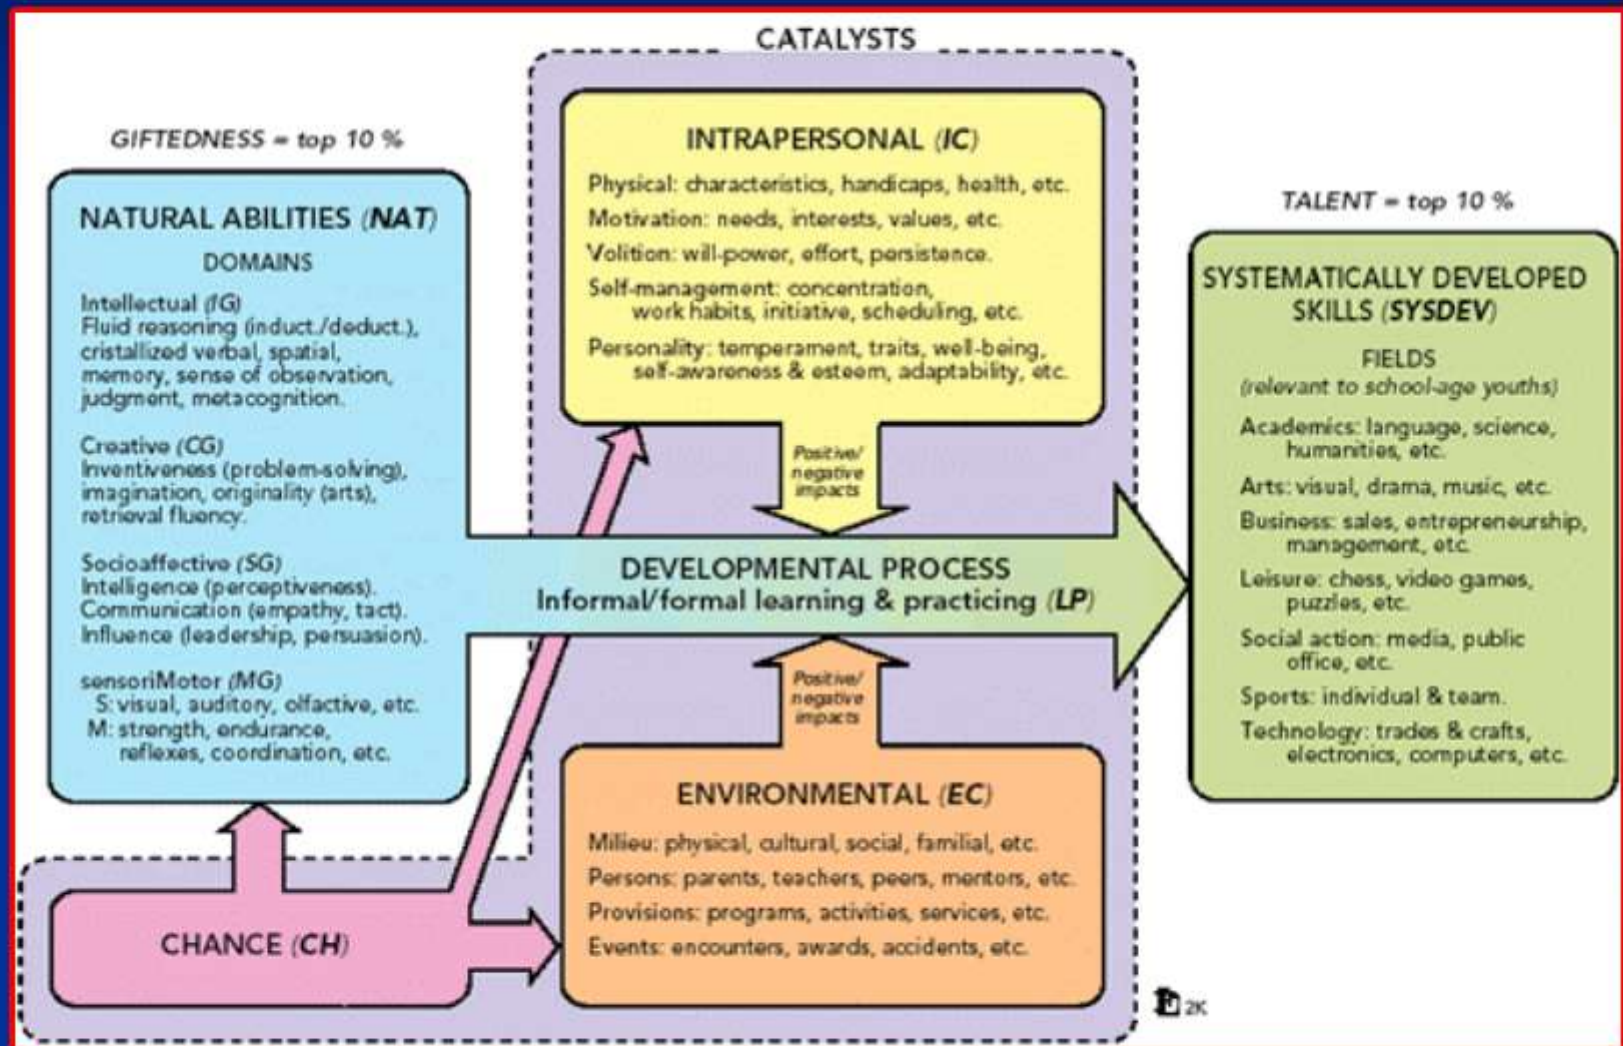 CATALYSTS
GIFTEDNESS = top 10 %
NATURAL ABILITIES (NAT)
DOMAINS
Intellectual (IG)
Fluid reasoning (induct./deduct.),
cristallized verbal, spatial,
memory, sense of observation,
judgment, metacognition.
Creative (CG)
Inventiveness (problem-solving),
imagination, originality (arts),
retrieval fluency.
Socioaffective (SG)
Intelligence (perceptiveness).
Communication (empathy, tact).
Influence (leadership, persuasion).
sensoriMotor (MG)
S: visual, auditory, olfactive, etc.
M: strength, endurance,
reflexes, coordination, etc.
INTRAPERSONAL (IC)
Physical: characteristics, handicaps, health, etc.
Motivation: needs, interests, values, etc.
Volition: will-power, effort, persistence.
Self-management: concentration,
work habits, initiative, scheduling, etc.
Personality: temperament, traits, well-being,
self-awareness & esteem, adaptability, etc.
Positive/
negative
impacts
DEVELOPMENTAL PROCESS
Informal/formal learning & practicing (LP)
Positive/
negative
impacts
ENVIRONMENTAL (EC)
Milieu: physical, cultural, social, familial, etc.
Persons: parents, teachers, peers, mentors, etc.
Provisions: programs, activities, services, etc.
Events: encounters, awards, accidents, etc.
CHANCE (CH)
TALENT = top 10 %
SYSTEMATICALLY DEVELOPED
SKILLS (SYSDEV)
FIELDS
(relevant to school-age youths)
Academics: language, science,
humanities, etc.
Arts: visual, drama, music, etc.
Business: sales, entrepreneurship,
management, etc.
Leisure: chess, video games,
puzzles, etc.
Social action: media, public
office, etc.
Sports: individual & team.
Technology: trades & crafts,
electronics, computers, etc.
2K